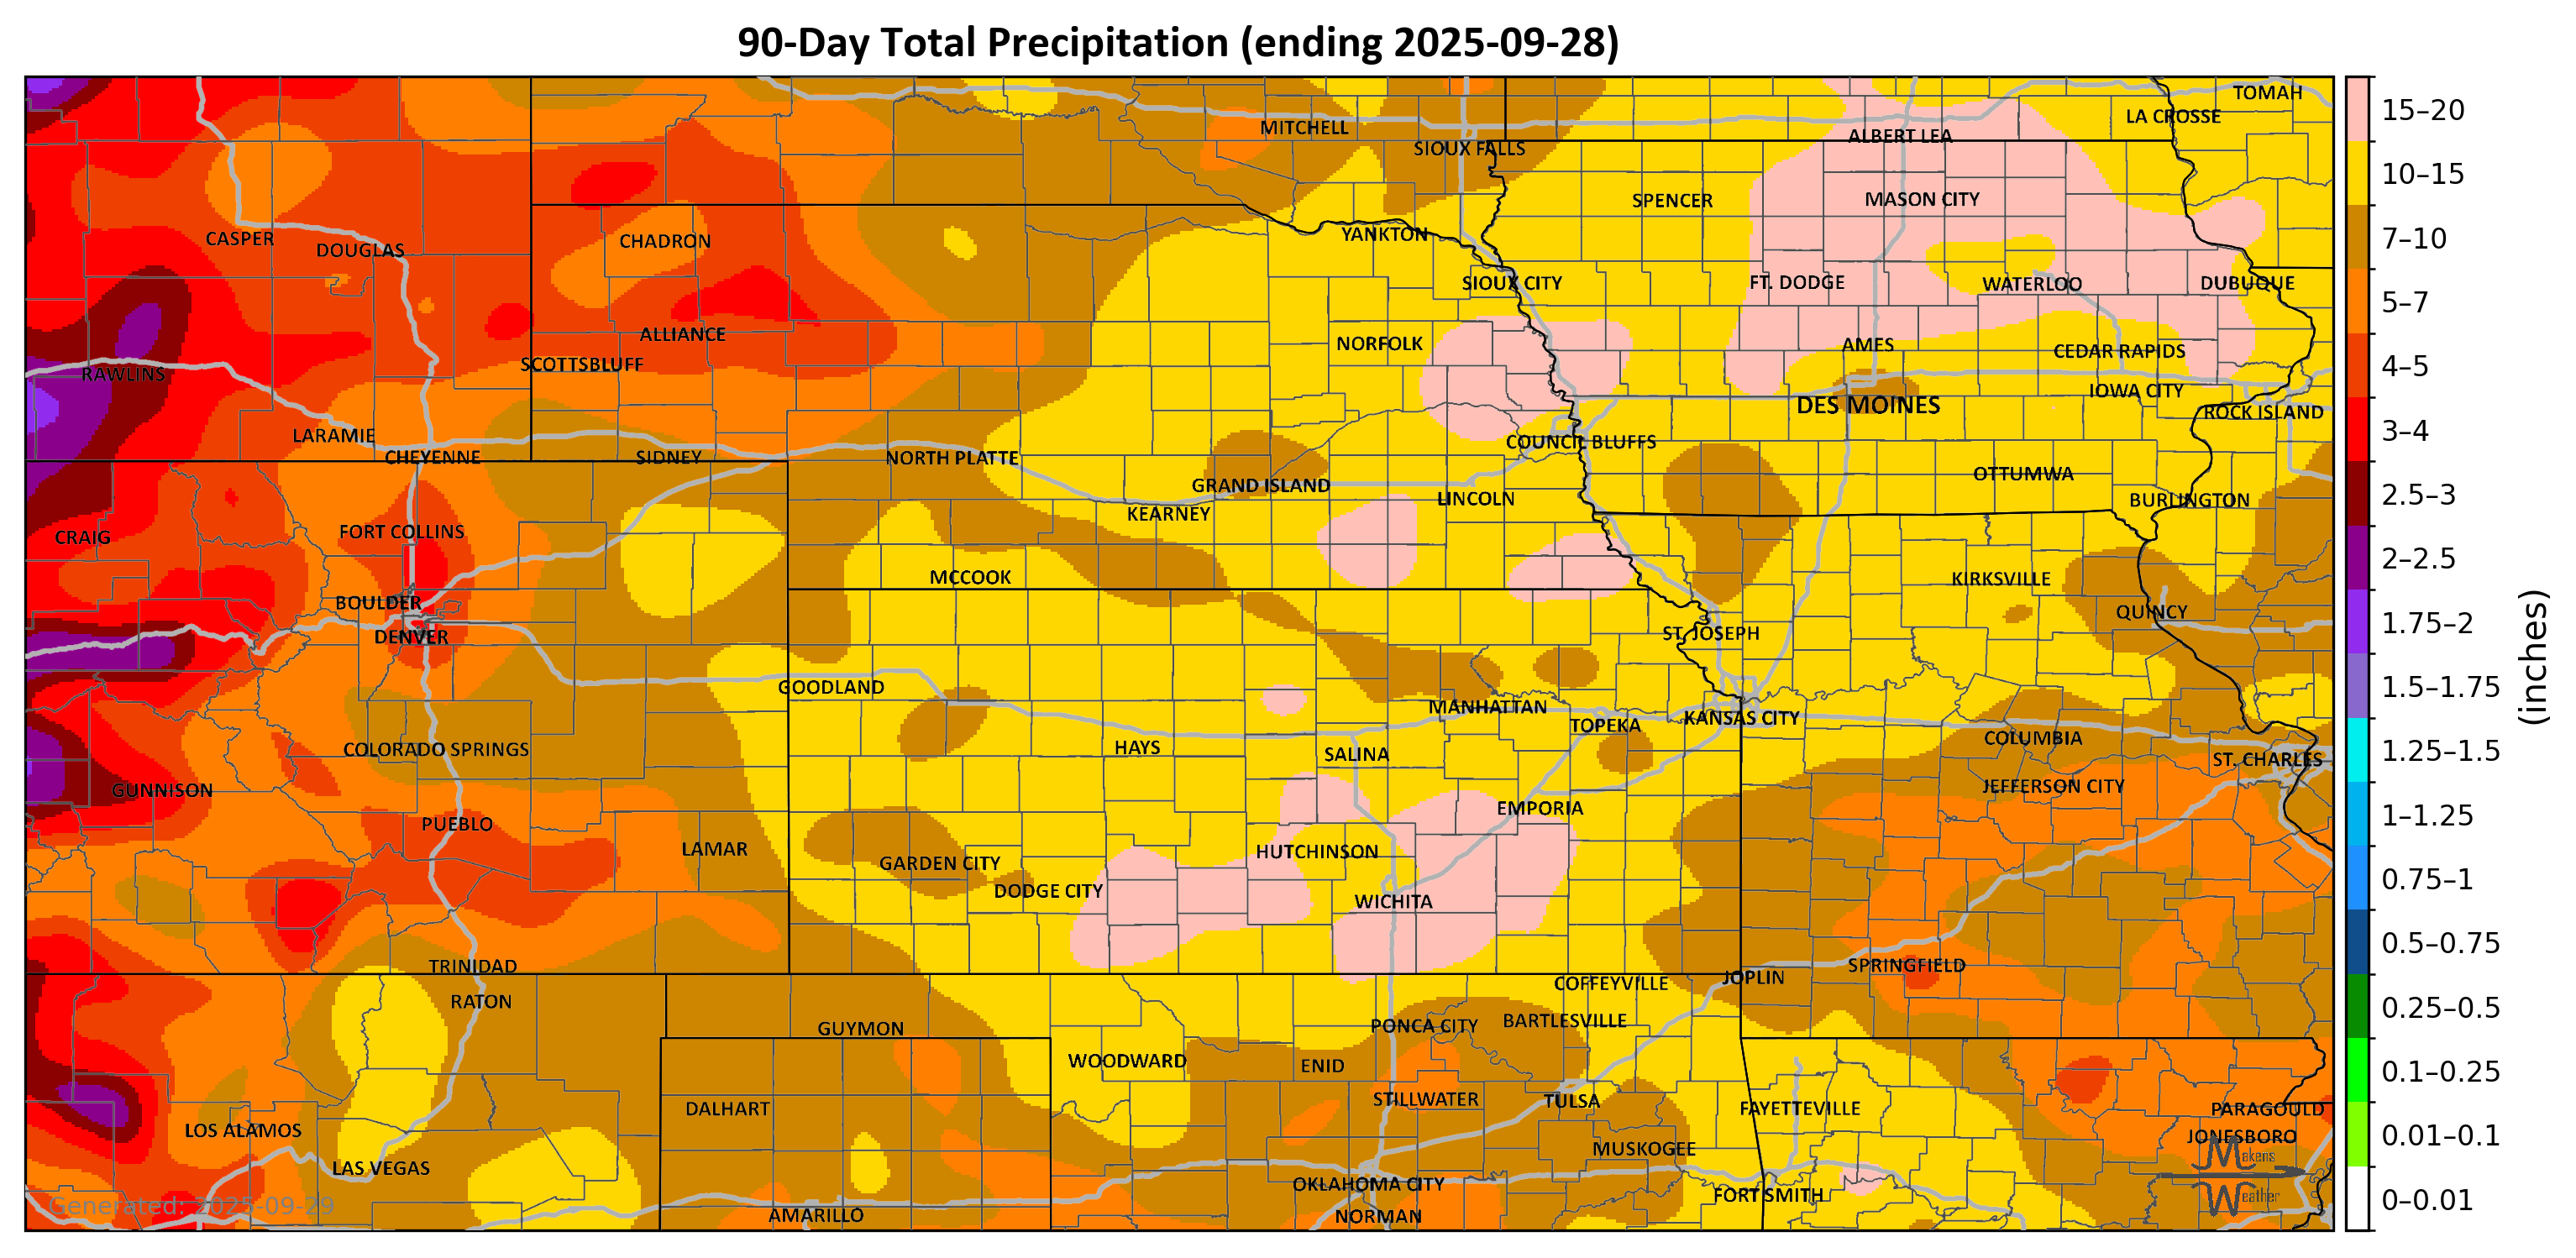 90-Day Total Precipitation (ending 2025-09-28)
TOMAH
LA CROSSE
MITCHELL
ALBERT LEA
SIOUX FALLS
SPENCER
MASON CITY
CASPER
DOUGLAS
CHADRON
YANKTON
SIOUX CITY
FT. DODGE
WATERLOO
DUBUQUE
ALLIANCE
NORFOLK
AMES
CEDAR RAPIDS
SCOTTSBLUFF
RAWLINS
IOWA CITY
DES MOINES
ROCK ISLAND
LARAMIE
COUNCIL BLUFFS
CHEYENNE
SIDNEY
NORTH PLATTE
OTTUMWA
GRAND ISLAND
LINCOLN
BURLINGTON
KEARNEY
CRAIG
FORT COLLINS
MCCOOK
KIRKSVILLE
BOULDER
QUINCY
DENVER
ST. JOSEPH
GOODLAND
MANHATTAN
TOPEKA
KANSAS CITY
COLUMBIA
COLORADO SPRINGS
HAYS
SALINA
ST. CHARLES
GUNNISON
JEFFERSON CITY
EMPORIA
PUEBLO
LAMAR
HUTCHINSON
GARDEN CITY
DODGE CITY
WICHITA
TRINIDAD
SPRINGFIELD
JOPLIN
COFFEYVILLE
RATON
GUYMON
PONCA CITY
BARTLESVILLE
WOODWARD
ENID
STILLWATER
TULSA
DALHART
FAYETTEVILLE
PARAGOULD
LOS ALAMOS
JONESBORO
MUSKOGEE
LAS VEGAS
OKLAHOMA CITY
FORT SMITH
AMARILLO
NORMAN
Generated: 2025-09-29
Makens
Weather
15–20
10–15
7–10
5–7
4–5
3–4
2.5–3
2–2.5
1.75–2
1.5–1.75
1.25–1.5
1–1.25
0.75–1
0.5–0.75
0.25–0.5
0.1–0.25
0.01–0.1
0–0.01
(inches)